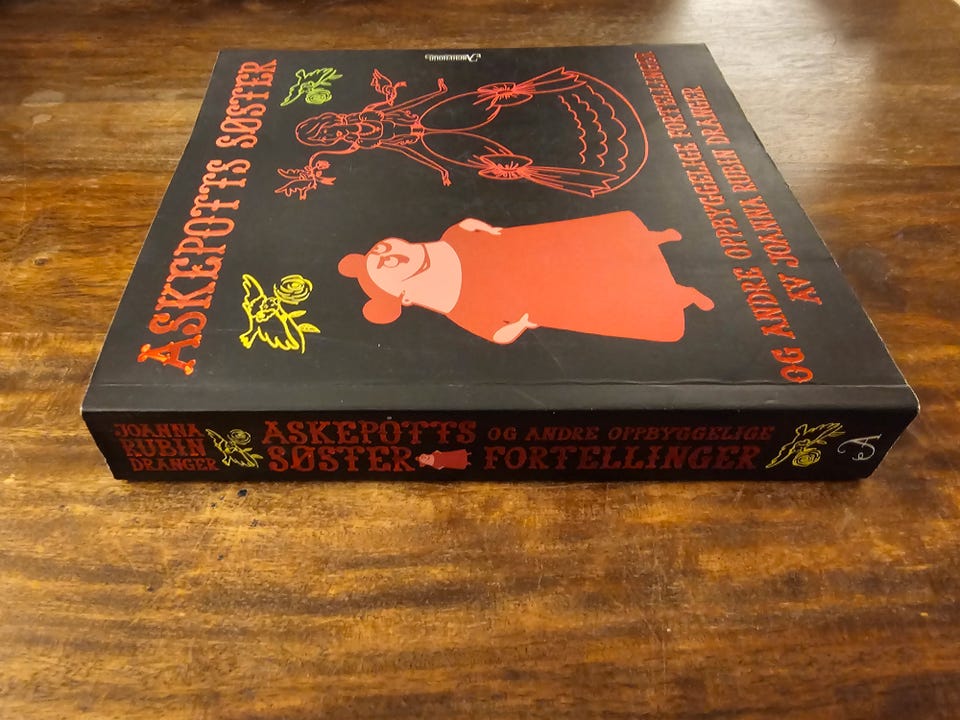 ASKEPOTTS SØSTER
OG ANDRE OPPBYGGELIGE FORTELLINGER
AV JOANNA RUBIN DRANGER
JOANNA
RUBIN
DRANGER
ASKEPOTTS
SØSTER
OG ANDRE OPPBYGGELIGE
FORTELLINGER
A